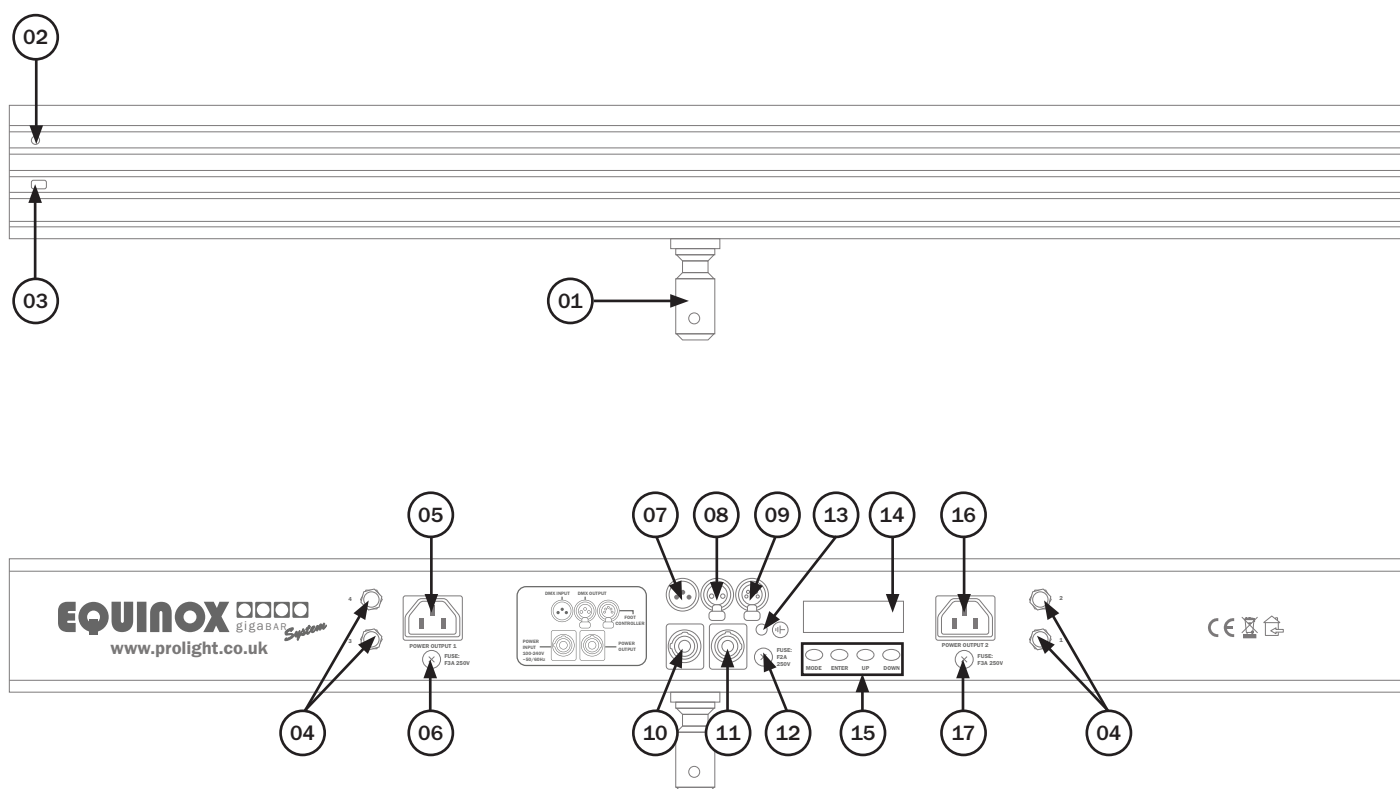 02
03
01
05
07
08
09
13
14
16
EQUINOX
gigaBAR
System
www.prolight.co.uk
4
3
POWER OUTPUT 1
FUSE:
F3A 250V
DMX INPUT
DMX OUTPUT
FOOT
CONTROLLER
POWER
INPUT
100-240V
~50/60Hz
POWER
OUTPUT
FUSE:
F2A
250V
MODE
ENTER
UP
DOWN
POWER OUTPUT 2
FUSE:
F3A 250V
2
1
CE
04
06
10
11
12
15
17
04